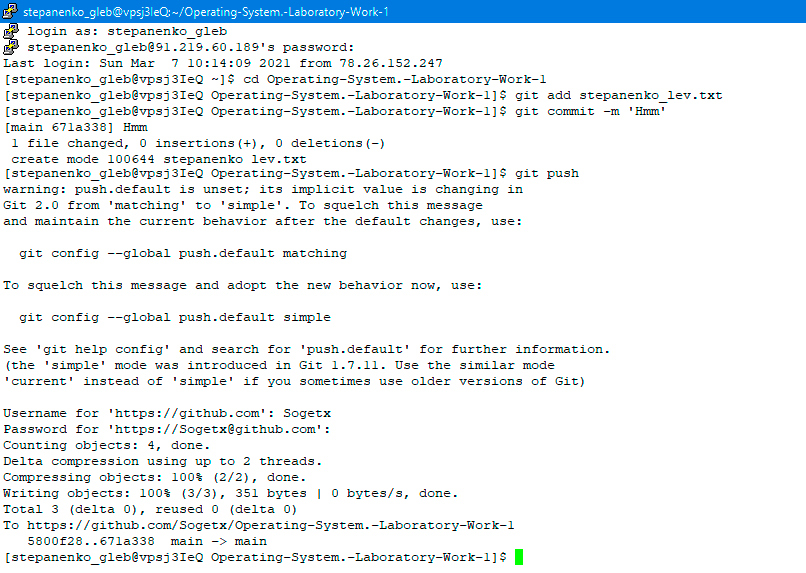 stepanenko_gleb@vpsj3IeQ:~/Operating-System.-Laboratory-Work-1
login as: stepanenko_gleb
stepanenko_gleb@91.219.60.189's password:
Last login: Sun Mar  7 10:14:09 2021 from 78.26.152.247
[stepanenko_gleb@vpsj3IeQ ~]$ cd Operating-System.-Laboratory-Work-1
[stepanenko_gleb@vpsj3IeQ Operating-System.-Laboratory-Work-1]$ git add stepanenko_lev.txt
[stepanenko_gleb@vpsj3IeQ Operating-System.-Laboratory-Work-1]$ git commit -m 'Hmm'
[main 671a338] Hmm
 1 file changed, 0 insertions(+), 0 deletions(-)
 create mode 100644 stepanenko_lev.txt
[stepanenko_gleb@vpsj3IeQ Operating-System.-Laboratory-Work-1]$ git push
warning: push.default is unset; its implicit value is changing in
Git 2.0 from 'matching' to 'simple'. To squelch this message
and maintain the current behavior after the default changes, use:
  git config --global push.default matching
To squelch this message and adopt the new behavior now, use:
  git config --global push.default simple
See 'git help config' and search for 'push.default' for further information.
(the 'simple' mode was introduced in Git 1.7.11. Use the similar mode
'current' instead of 'simple' if you sometimes use older versions of Git)
Username for 'https://github.com': Sogetx
Password for 'https://Sogetx@github.com':
Counting objects: 4, done.
Delta compression using up to 2 threads.
Compressing objects: 100% (2/2), done.
Writing objects: 100% (3/3), 351 bytes | 0 bytes/s, done.
Total 3 (delta 0), reused 0 (delta 0)
To https://github.com/Sogetx/Operating-System.-Laboratory-Work-1
   5800f28..671a338  main -> main
[stepanenko_gleb@vpsj3IeQ Operating-System.-Laboratory-Work-1]$